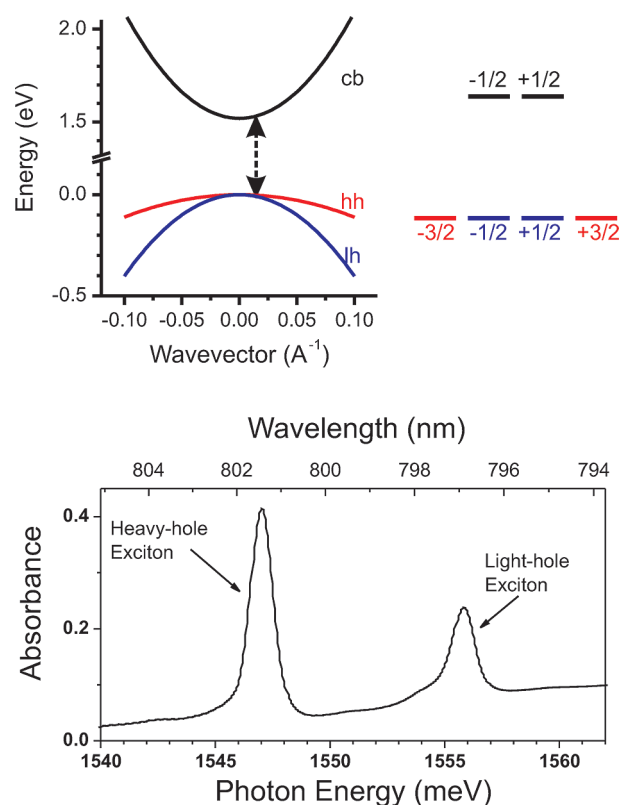 2.0
1.5
0.0
-0.5
Energy (eV)
cb
hh
lh
-0.10 -0.05 0.00 0.05 0.10
Wavevector (A⁻¹)
-1/2 +1/2
-3/2 -1/2 +1/2 +3/2
Wavelength (nm)
804 802 800 798 796 794
0.4
0.2
0.0
Absorbance
Heavy-hole
Exciton
Light-hole
Exciton
1540 1545 1550 1555 1560
Photon Energy (meV)